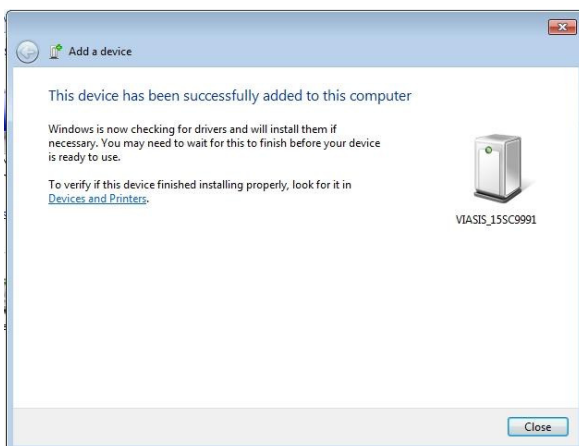 Add a device
This device has been successfully added to this computer
Windows is now checking for drivers and will install them if
necessary. You may need to wait for this to finish before your device
is ready to use.
To verify if this device finished installing properly, look for it in
Devices and Printers.
VIASIS_15SC9991
Close